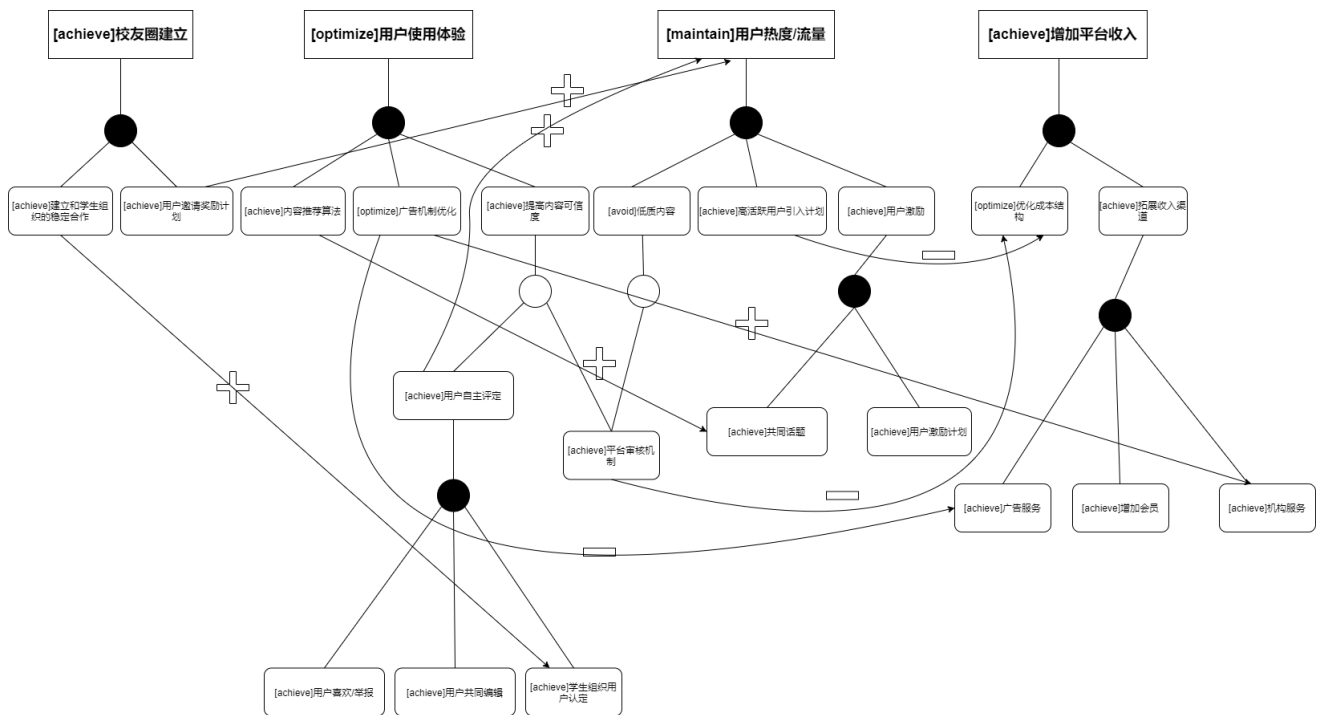 [achieve]校友圈建立
[optimize]用户使用体验
[maintain]用户热度/流量
[achieve]增加平台收入
[achieve]建立和学生组
织的稳定合作
[achieve]用户邀请奖励计
划
[achieve]内容推荐算法
[optimize]广告机制优化
[achieve]提高内容可信
度
[avoid]低质内容
[achieve]高活跃用户引入计划
[achieve]用户激励
[optimize]优化成本结
构
[achieve]拓展收入渠
道
[achieve]用户自主评定
[achieve]平台审核机
制
[achieve]共同话题
[achieve]用户激励计划
[achieve]广告服务
[achieve]增加会员
[achieve]机构服务
[achieve]用户喜欢/举报
[achieve]用户共同编辑
[achieve]学生组织用
户认定